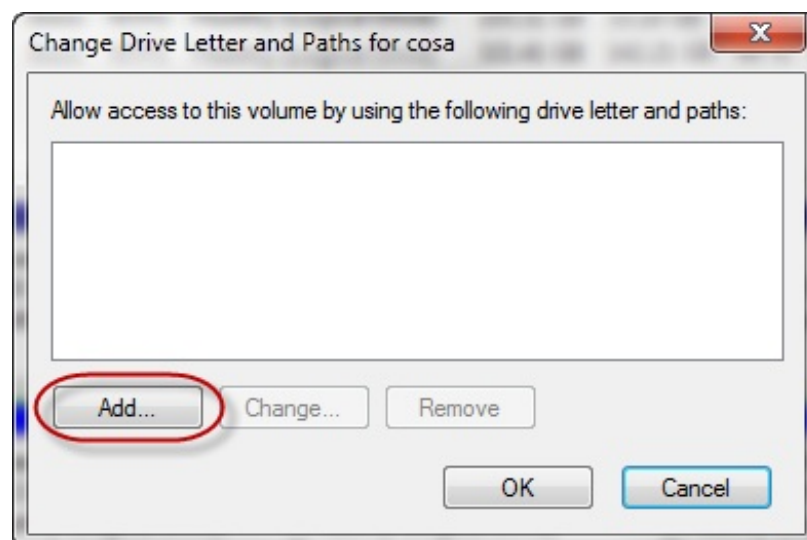 Change Drive Letter and Paths for cosa
Allow access to this volume by using the following drive letter and paths:
Add... Change... Remove
OK Cancel